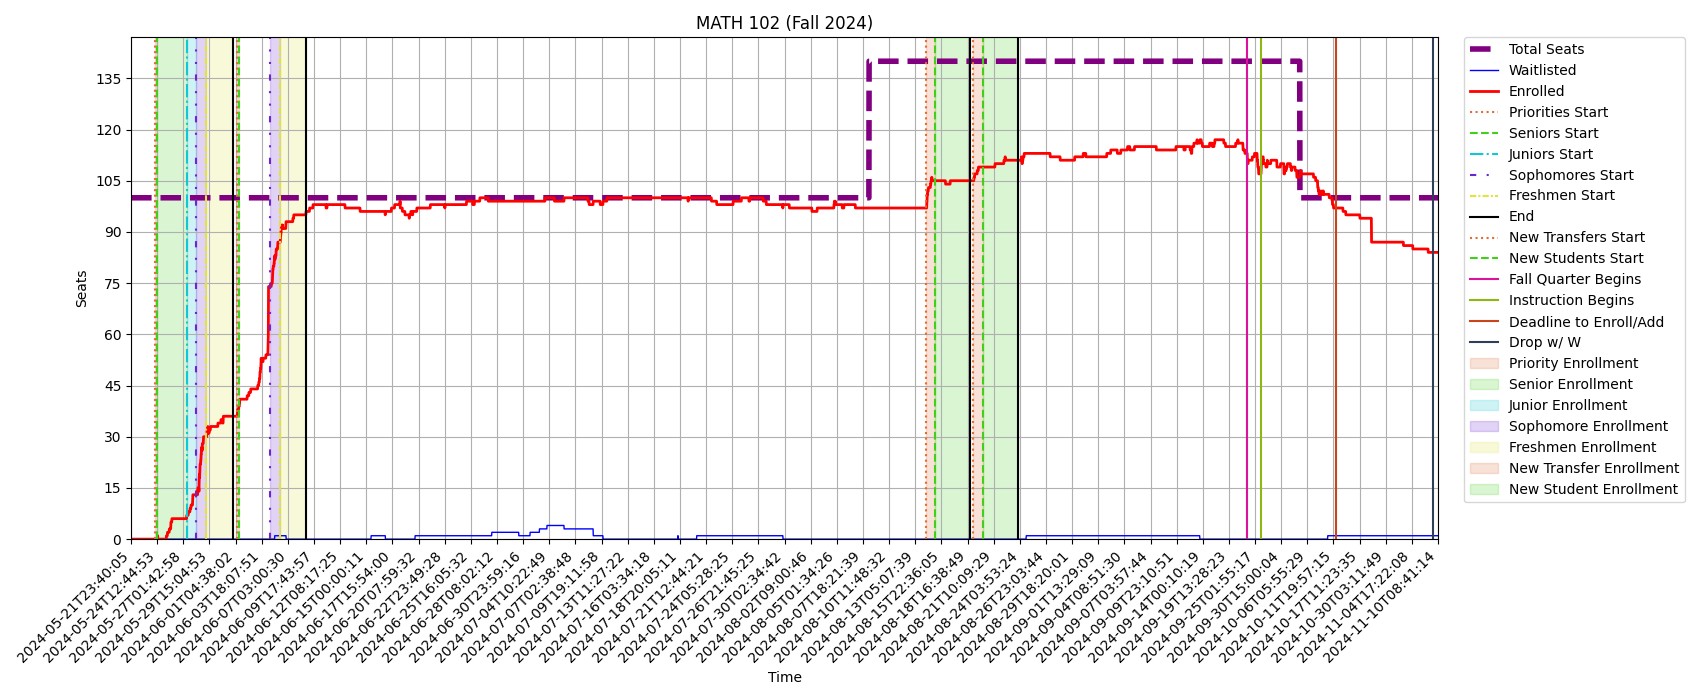 MATH 102 (Fall 2024)
Seats
135
120
105
90
75
60
45
30
15
0
2024-05-21T23:40:05
2024-05-24T12:44:53
2024-05-27T01:42:58
2024-05-29T15:04:53
2024-06-01T04:38:02
2024-06-03T18:07:51
2024-06-07T03:00:30
2024-06-09T17:43:57
2024-06-12T08:17:25
2024-06-15T00:00:11
2024-06-17T15:54:00
2024-06-20T07:59:32
2024-06-22T23:49:28
2024-06-25T16:05:32
2024-06-28T08:02:12
2024-06-30T23:59:16
2024-07-04T10:22:49
2024-07-07T02:38:48
2024-07-09T19:11:58
2024-07-13T11:27:22
2024-07-16T03:34:18
2024-07-18T20:05:11
2024-07-21T12:44:21
2024-07-24T05:28:25
2024-07-26T21:45:25
2024-07-30T02:34:42
2024-08-02T09:00:46
2024-08-05T01:34:26
2024-08-07T18:21:39
2024-08-10T11:48:32
2024-08-13T05:07:39
2024-08-15T22:36:05
2024-08-18T16:38:49
2024-08-21T10:09:29
2024-08-24T03:53:24
2024-08-26T23:03:44
2024-08-29T18:20:01
2024-09-01T13:29:09
2024-09-04T08:51:30
2024-09-07T03:57:44
2024-09-09T23:10:51
2024-09-14T00:10:19
2024-09-19T13:28:23
2024-09-25T01:55:17
2024-09-30T15:00:04
2024-10-06T05:55:29
2024-10-11T19:57:15
2024-10-17T11:23:35
2024-10-30T03:11:49
2024-11-04T17:22:08
2024-11-10T08:41:14
Time
Total Seats
Waitlisted
Enrolled
Priorities Start
Seniors Start
Juniors Start
Sophomores Start
Freshmen Start
End
New Transfers Start
New Students Start
Fall Quarter Begins
Instruction Begins
Deadline to Enroll/Add
Drop w/ W
Priority Enrollment
Senior Enrollment
Junior Enrollment
Sophomore Enrollment
Freshmen Enrollment
New Transfer Enrollment
New Student Enrollment